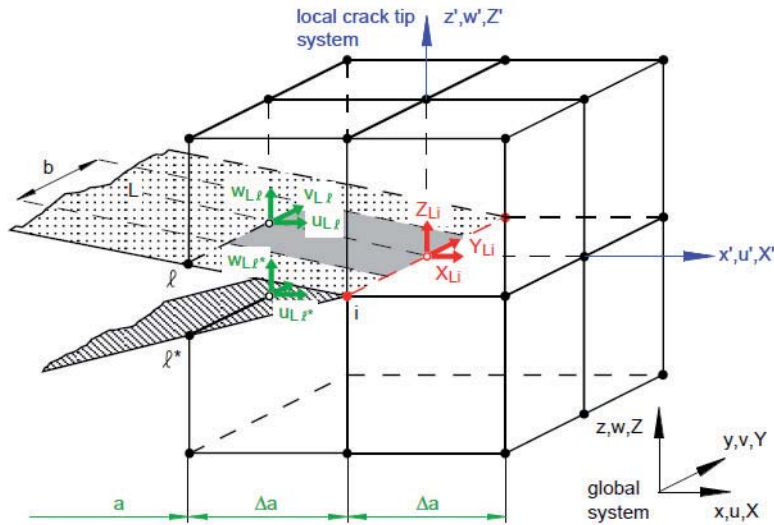 local crack tip
system
z',w',Z'
b
L
w_Lℓ
v_Lℓ
u_Lℓ
Z_Li
Y_Li
X_Li
x',u',X'
ℓ
w_Lℓ*
u_Lℓ*
i
ℓ*
z,w,Z
y,v,Y
global
system
x,u,X
a
Δa
Δa